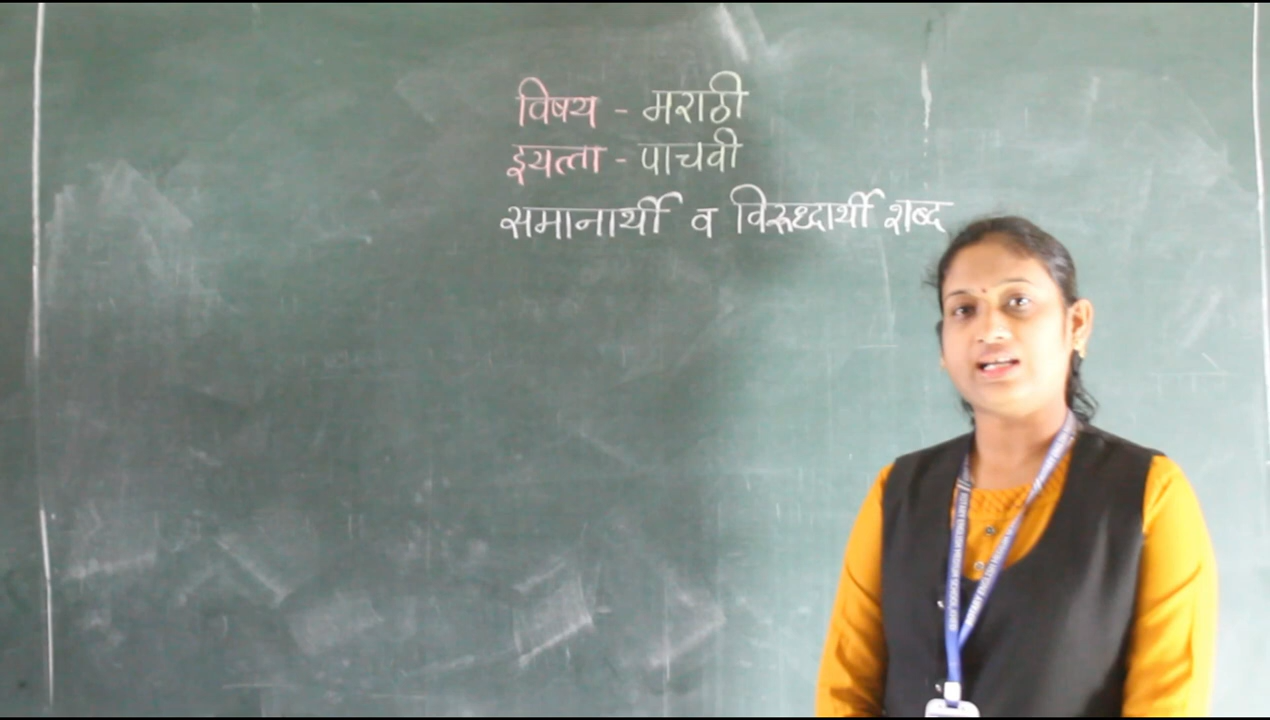 विषय - मराठी
इयत्ता - पाचवी
समानार्थी व विरूध्दार्थी शब्द